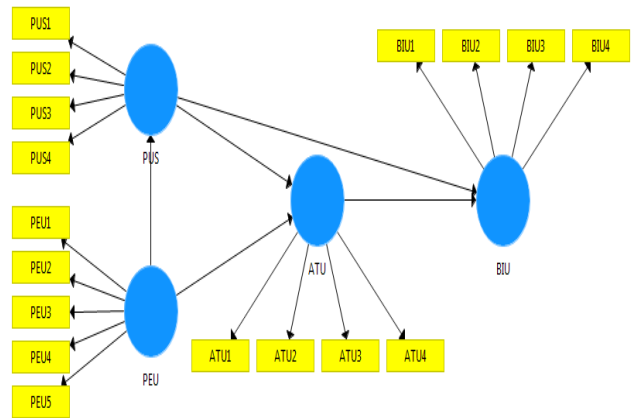 PUS1
PUS2
PUS3
PUS4
PUS
PEU1
PEU2
PEU3
PEU4
PEU5
PEU
ATU
ATU1
ATU2
ATU3
ATU4
BIU1
BIU2
BIU3
BIU4
BIU